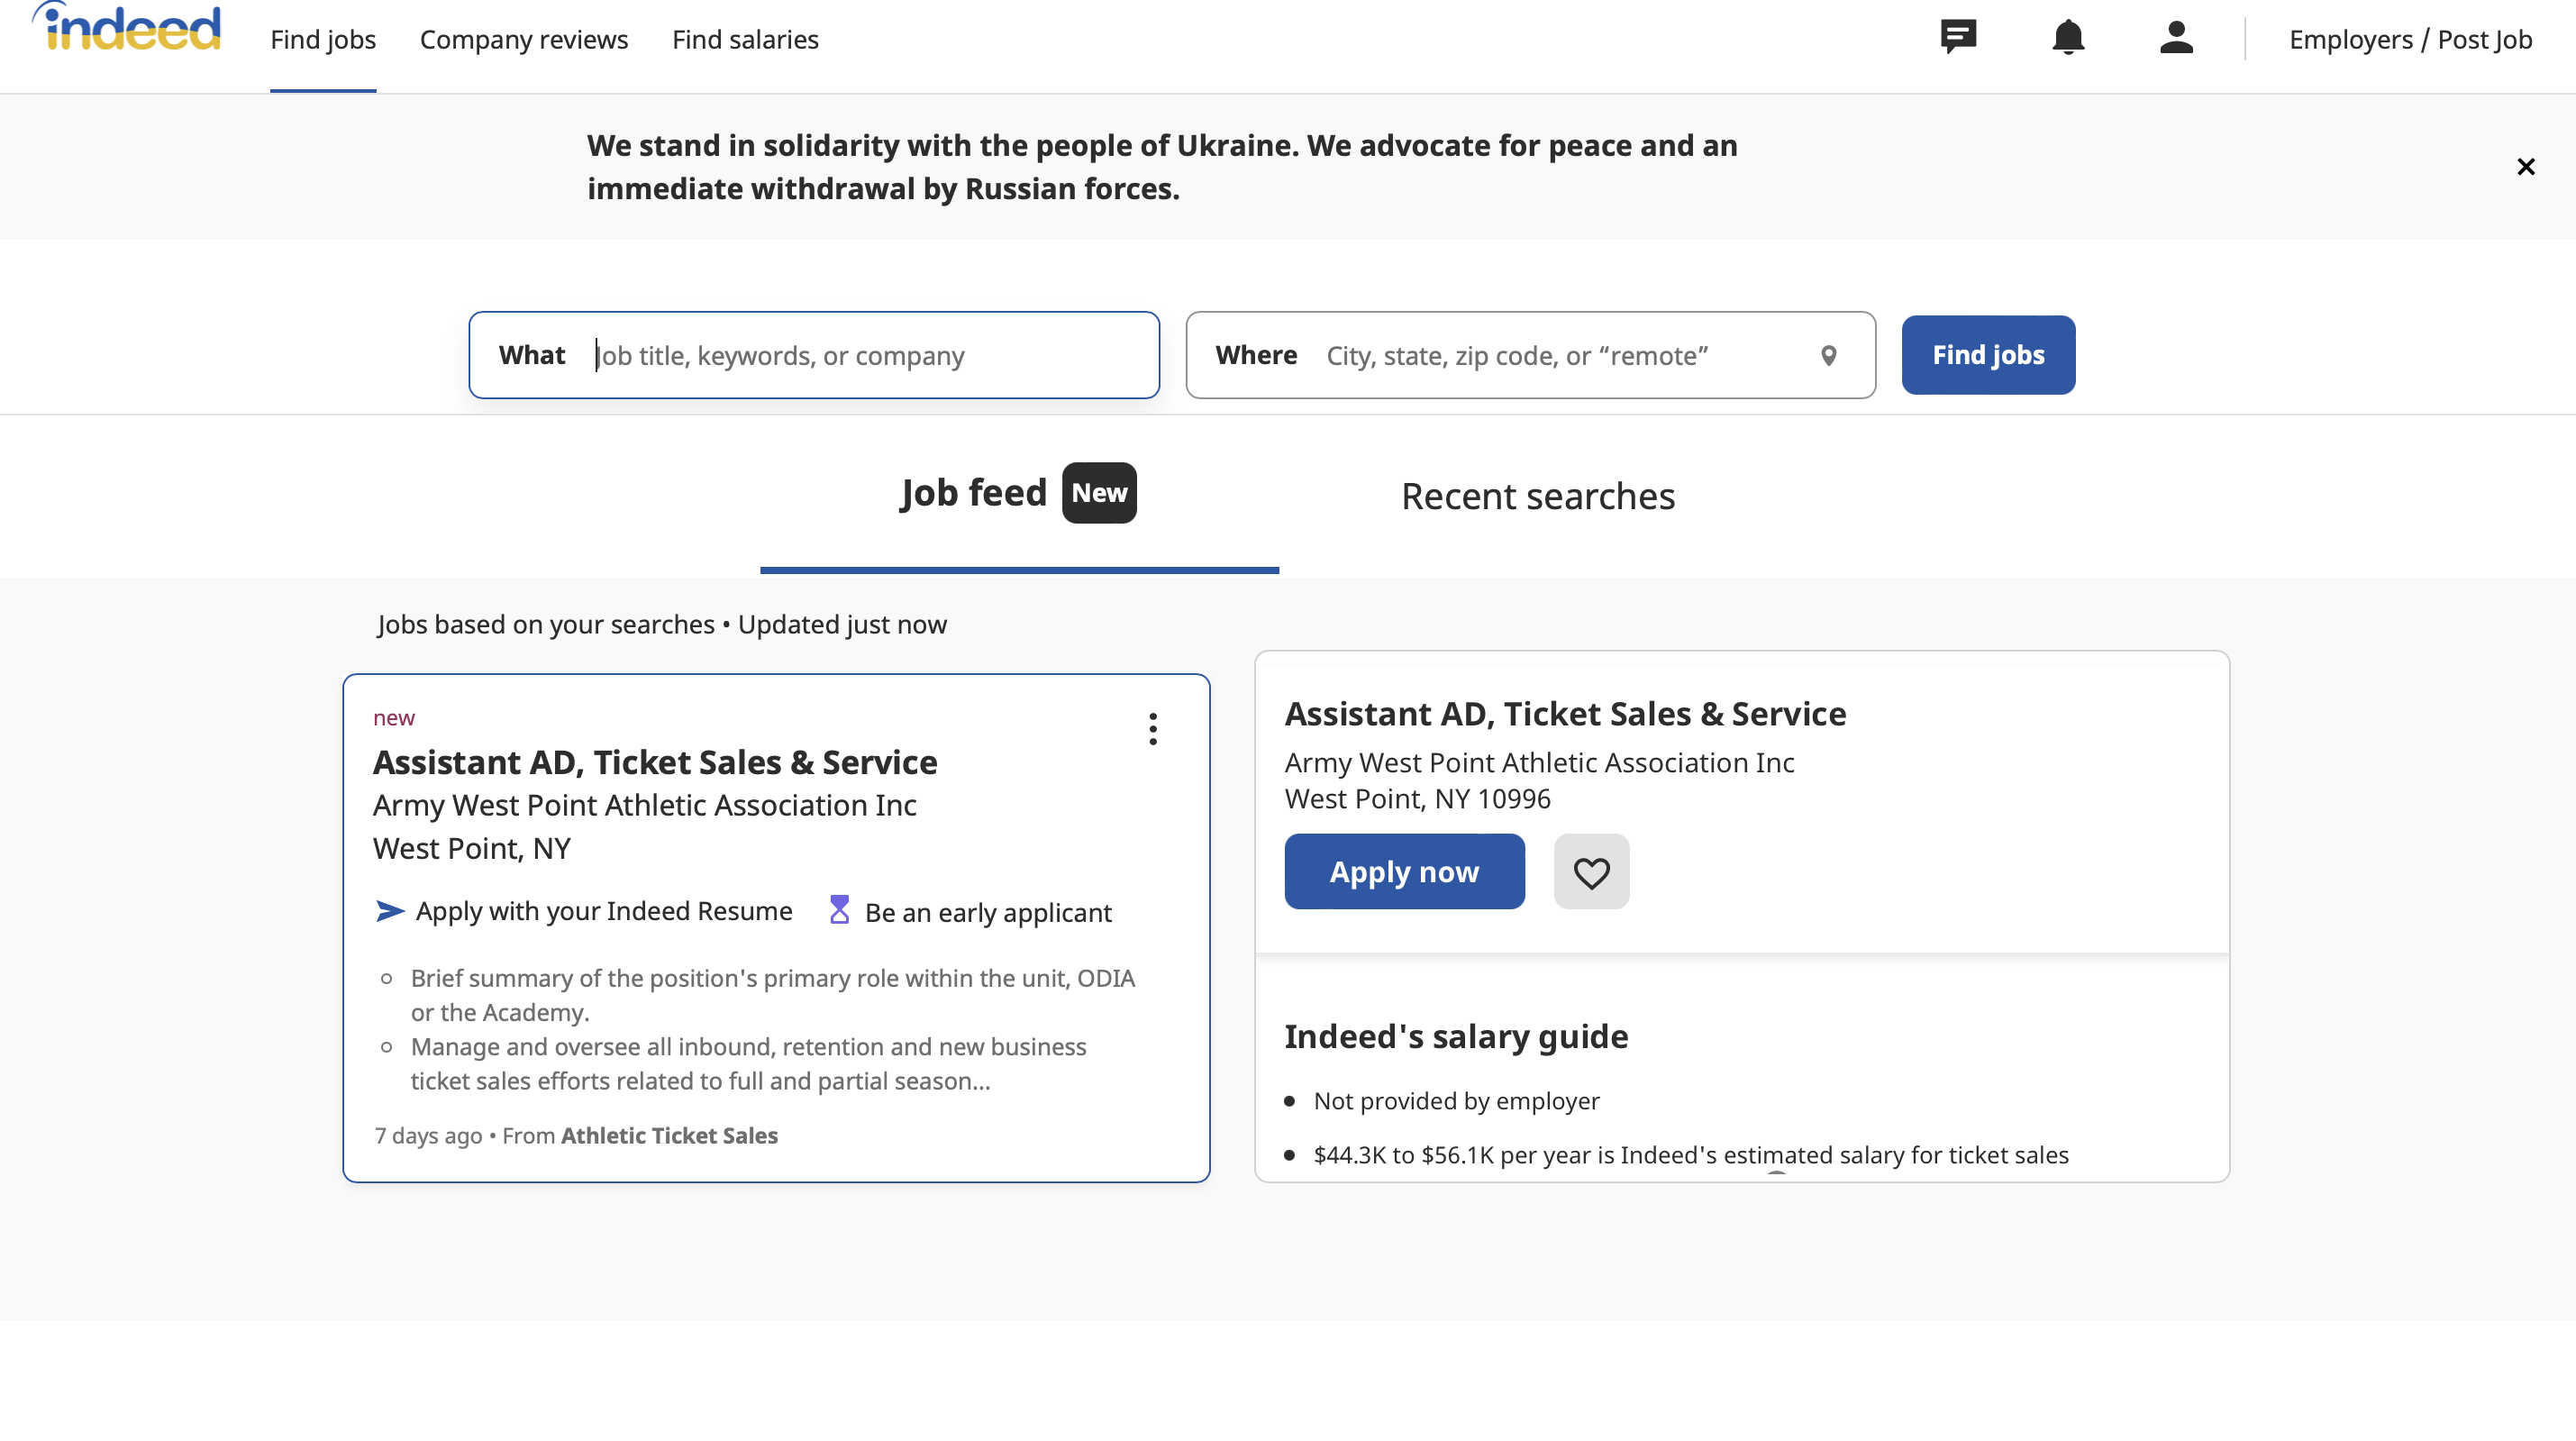 indeed
Find jobs
Company reviews
Find salaries
Employers / Post Job
We stand in solidarity with the people of Ukraine. We advocate for peace and an
immediate withdrawal by Russian forces.
What
Job title, keywords, or company
Where
City, state, zip code, or “remote”
Find jobs
Job feed
New
Recent searches
Jobs based on your searches • Updated just now
new
Assistant AD, Ticket Sales & Service
Army West Point Athletic Association Inc
West Point, NY
Apply with your Indeed Resume
Be an early applicant
Brief summary of the position's primary role within the unit, ODIA
or the Academy.
Manage and oversee all inbound, retention and new business
ticket sales efforts related to full and partial season...
7 days ago • From Athletic Ticket Sales
Assistant AD, Ticket Sales & Service
Army West Point Athletic Association Inc
West Point, NY 10996
Apply now
Indeed's salary guide
Not provided by employer
$44.3K to $56.1K per year is Indeed's estimated salary for ticket sales